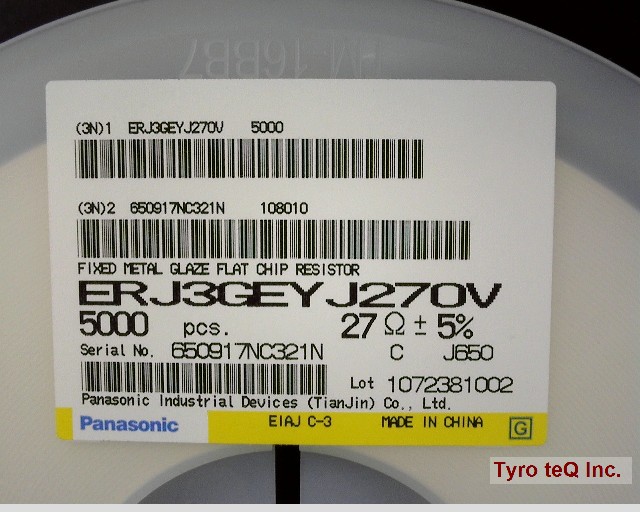 (3N)1 ERJ3GEYJ270V 5000
(3N)2 650917NC321N 108010
FIXED METAL GLAZE FLAT CHIP RESISTOR
ERJ3GEYJ270V
5000 pcs. 27 Ω ± 5%
Serial No. 650917NC321N C J650
Lot 1072381002
Panasonic Industrial Devices (TianJin) Co., Ltd.
Panasonic EIAJ C-3 MADE IN CHINA G
Tyro teQ Inc.